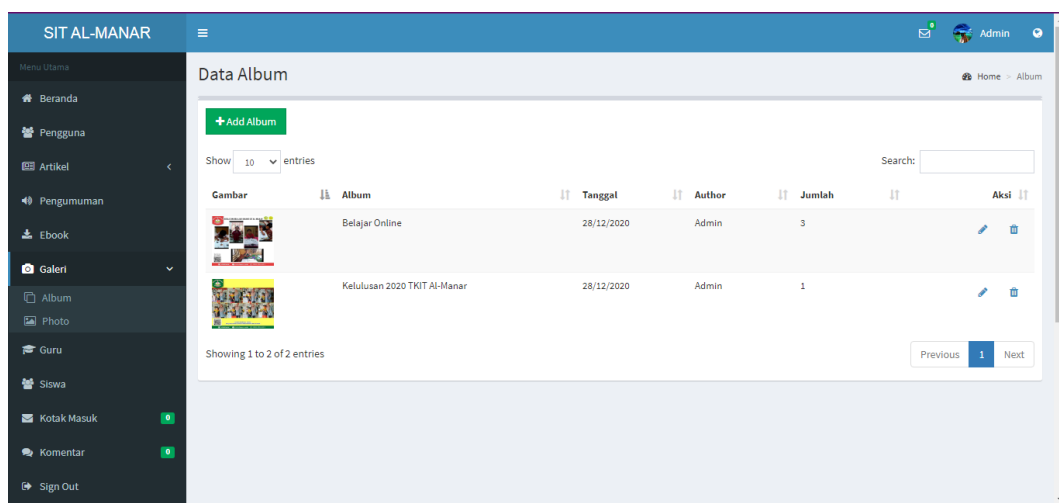 SIT AL-MANAR
0
Admin
Menu Utama
Beranda
Pengguna
Artikel
Pengumuman
Ebook
Galeri
Album
Photo
Guru
Siswa
Kotak Masuk 0
Komentar 0
Sign Out
Data Album
Home > Album
Add Album
Show 10 entries
Search:
Gambar Album Tanggal Author Jumlah Aksi
Belajar Online 28/12/2020 Admin 3
Kelulusan 2020 TKIT Al-Manar 28/12/2020 Admin 1
Showing 1 to 2 of 2 entries
Previous 1 Next